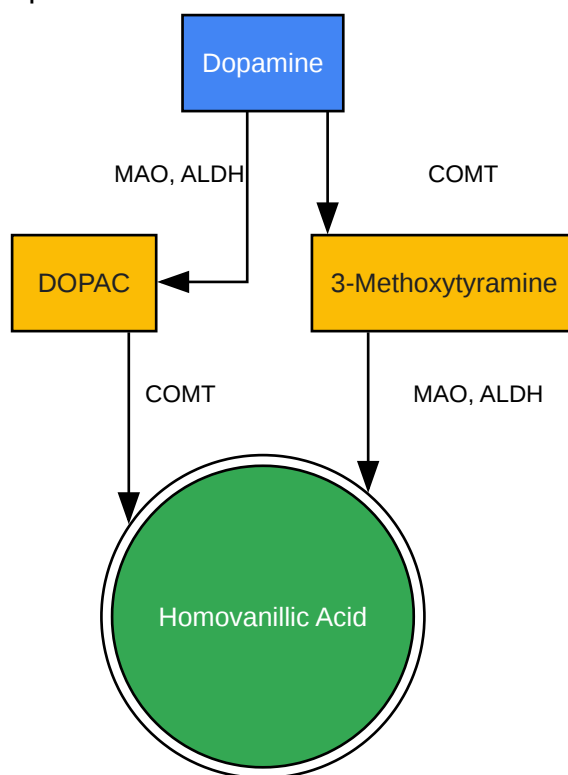 Dopamine
MAO, ALDH
COMT
DOPAC
3-Methoxytyramine
COMT
MAO, ALDH
Homovanillic Acid